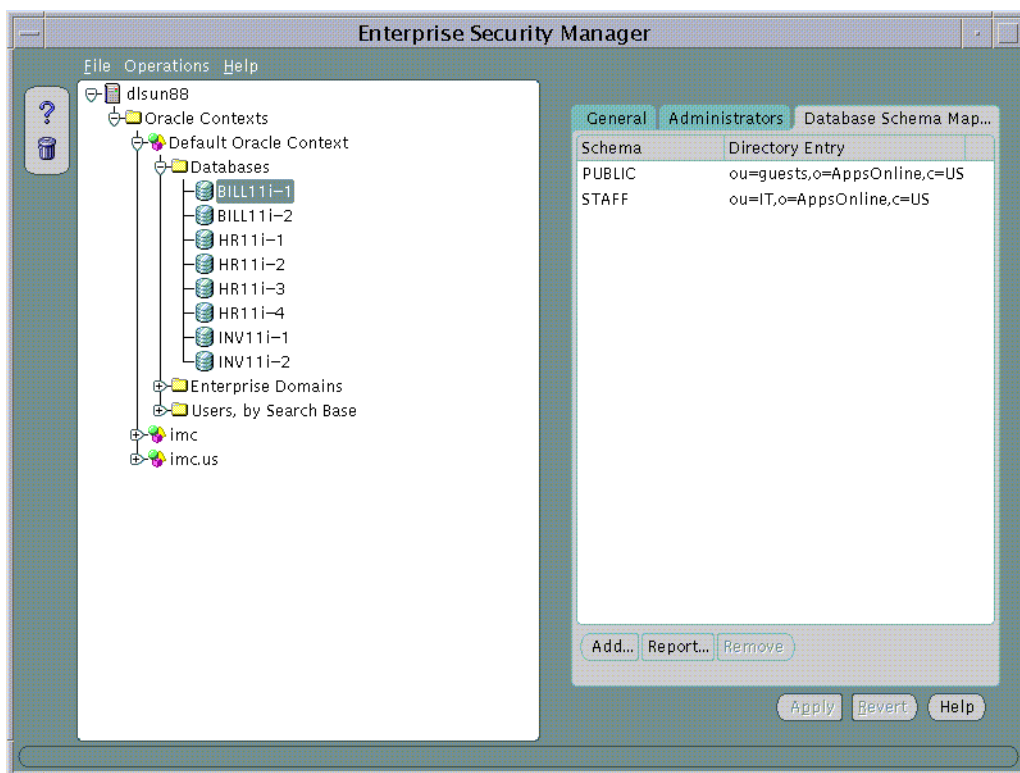 Enterprise Security Manager
File Operations Help
?
dlsun88
Oracle Contexts
Default Oracle Context
Databases
BILL11i-1
BILL11i-2
HR11i-1
HR11i-2
HR11i-3
HR11i-4
INV11i-1
INV11i-2
Enterprise Domains
Users, by Search Base
imc
imc.us
General Administrators Database Schema Map...
Schema Directory Entry
PUBLIC ou=guests,o=AppsOnline,c=US
STAFF ou=IT,o=AppsOnline,c=US
Add... Report... Remove
Apply Revert Help